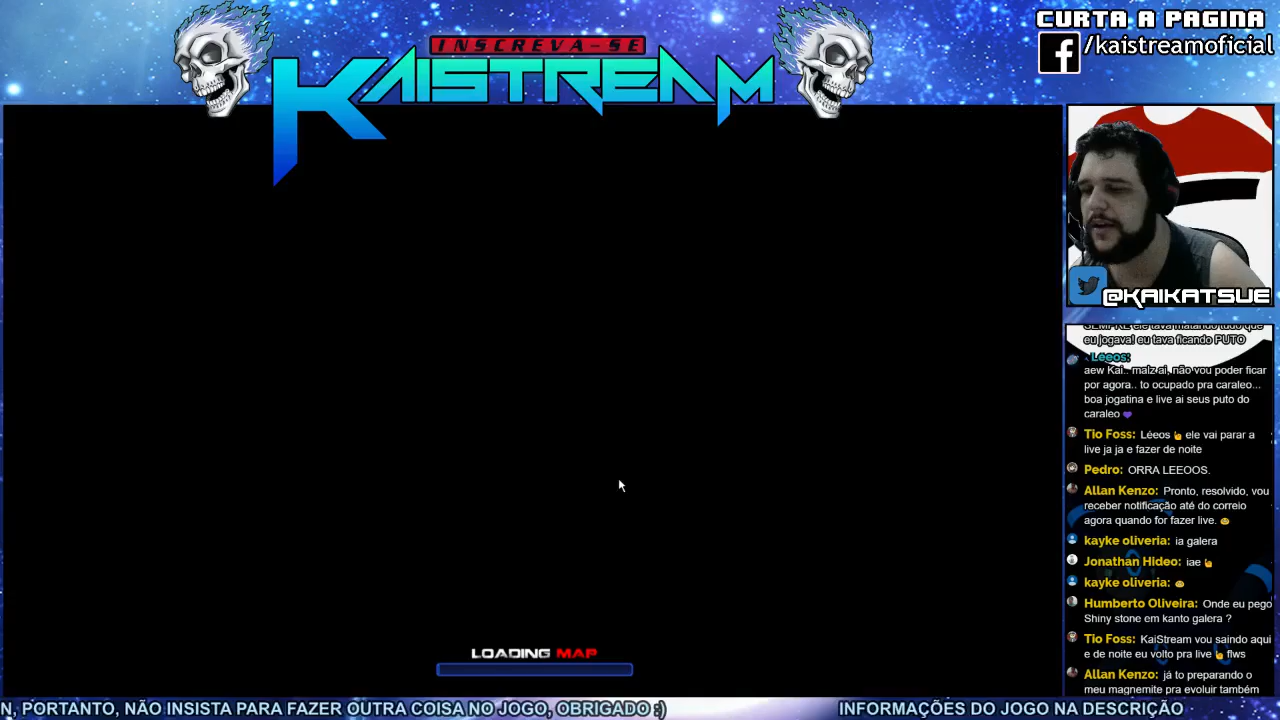 INSCREVA-SE
KAISTREAM
CURTA A PAGINA
/kaistreamoficial
@KAIKATSUE
SEMPRE ele tava matando tudo que
eu jogava! eu tava ficando PUTO
Léeos:
aew Kai.. malz ai, não vou poder ficar
por agora.. to ocupado pra caraleo...
boa jogatina e live ai seus puto do
caraleo
Tio Foss: Léeos ele vai parar a
live ja ja e fazer de noite
Pedro: ORRA LEEOOS.
Allan Kenzo: Pronto, resolvido, vou
receber notificação até do correio
agora quando for fazer live.
kayke oliveria: ia galera
Jonathan Hideo: iae
kayke oliveria:
Humberto Oliveira: Onde eu pego
Shiny stone em kanto galera ?
Tio Foss: KaiStream vou saindo aqui
e de noite eu volto pra live flws
Allan Kenzo: já to preparando o
meu magnemite pra evoluir também
LOADING MAP
N, PORTANTO, NÃO INSISTA PARA FAZER OUTRA COISA NO JOGO, OBRIGADO :)
INFORMAÇÕES DO JOGO NA DESCRIÇÃO